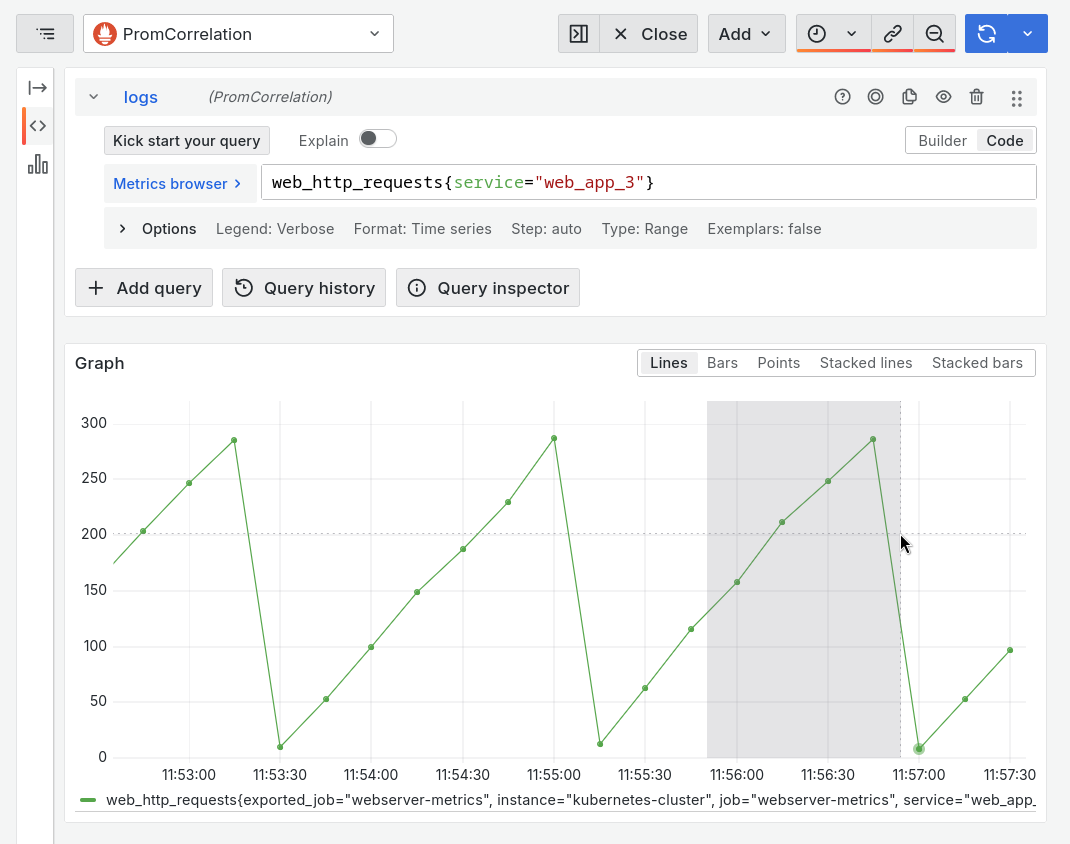 PromCorrelation Close Add
logs (PromCorrelation)
Kick start your query Explain Builder Code
Metrics browser web_http_requests{service="web_app_3"}
Options Legend: Verbose Format: Time series Step: auto Type: Range Exemplars: false
Add query Query history Query inspector
Graph Lines Bars Points Stacked lines Stacked bars
300
250
200
150
100
50
0
11:53:00 11:53:30 11:54:00 11:54:30 11:55:00 11:55:30 11:56:00 11:56:30 11:57:00 11:57:30
web_http_requests{exported_job="webserver-metrics", instance="kubernetes-cluster", job="webserver-metrics", service="web_app_